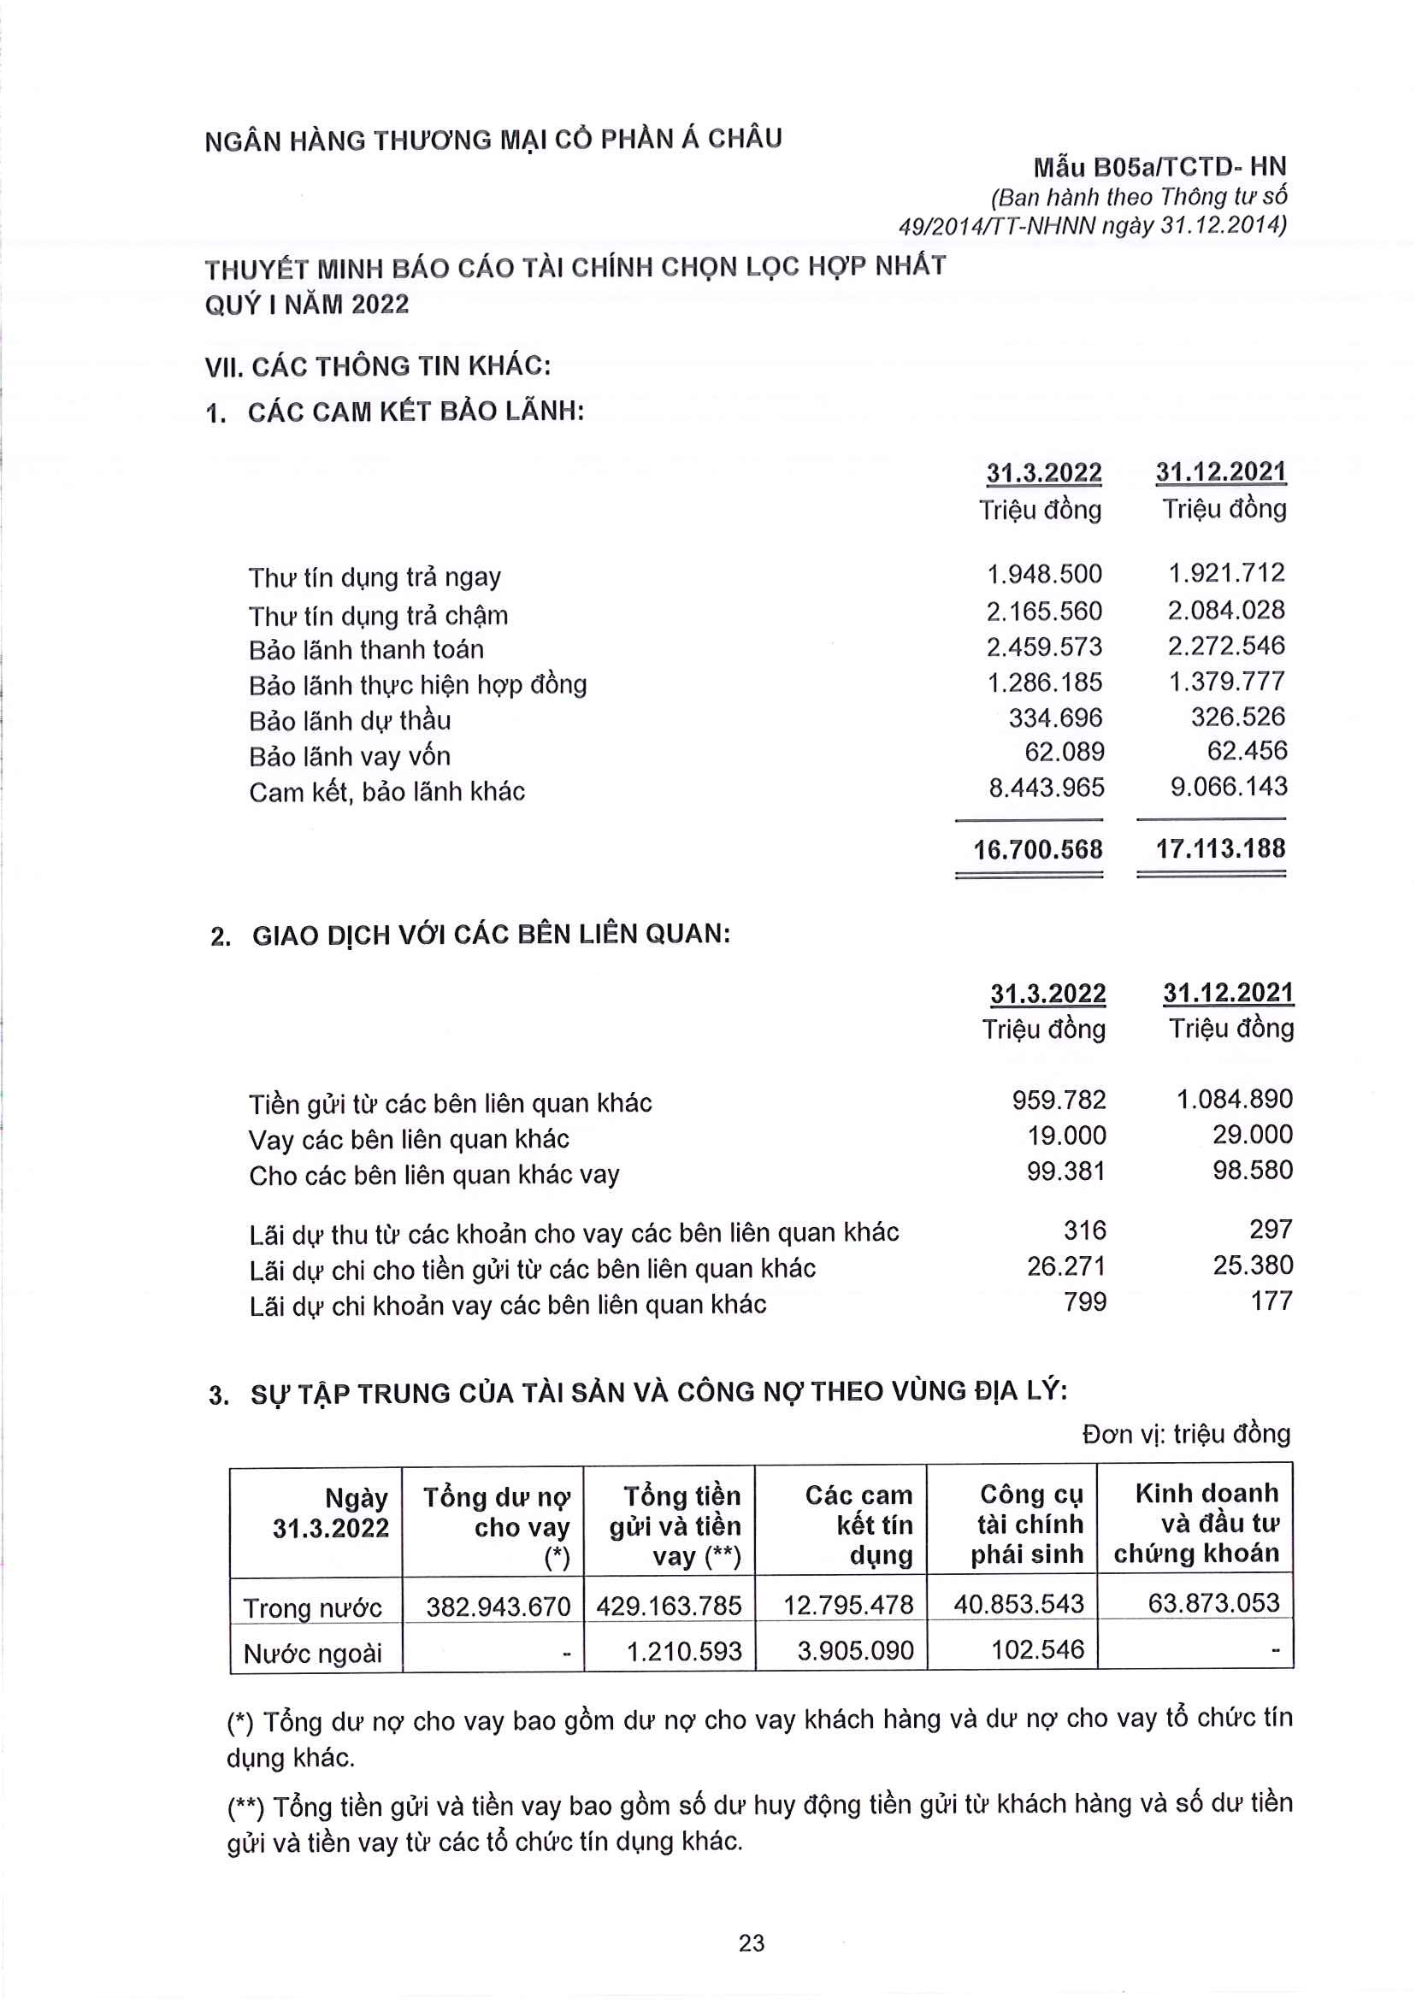 NGÂN HÀNG THƯƠNG MẠI CỔ PHẦN Á CHÂU
Mẫu B05a/TCTD- HN
(Ban hành theo Thông tư số
49/2014/TT-NHNN ngày 31.12.2014)
THUYẾT MINH BÁO CÁO TÀI CHÍNH CHỌN LỌC HỢP NHẤT
QUÝ I NĂM 2022
VII. CÁC THÔNG TIN KHÁC:
1. CÁC CAM KẾT BẢO LÃNH:
31.3.2022 31.12.2021
Triệu đồng Triệu đồng
Thư tín dụng trả ngay 1.948.500 1.921.712
Thư tín dụng trả chậm 2.165.560 2.084.028
Bảo lãnh thanh toán 2.459.573 2.272.546
Bảo lãnh thực hiện hợp đồng 1.286.185 1.379.777
Bảo lãnh dự thầu 334.696 326.526
Bảo lãnh vay vốn 62.089 62.456
Cam kết, bảo lãnh khác 8.443.965 9.066.143
16.700.568 17.113.188
2. GIAO DỊCH VỚI CÁC BÊN LIÊN QUAN:
31.3.2022 31.12.2021
Triệu đồng Triệu đồng
Tiền gửi từ các bên liên quan khác 959.782 1.084.890
Vay các bên liên quan khác 19.000 29.000
Cho các bên liên quan khác vay 99.381 98.580
Lãi dự thu từ các khoản cho vay các bên liên quan khác 316 297
Lãi dự chi cho tiền gửi từ các bên liên quan khác 26.271 25.380
Lãi dự chi khoản vay các bên liên quan khác 799 177
3. SỰ TẬP TRUNG CỦA TÀI SẢN VÀ CÔNG NỢ THEO VÙNG ĐỊA LÝ:
Đơn vị: triệu đồng
Ngày Tổng dư nợ Tổng tiền Các cam Công cụ Kinh doanh
31.3.2022 cho vay gửi và tiền kết tín tài chính và đầu tư
(*) vay (**) dụng phái sinh chứng khoán
Trong nước 382.943.670 429.163.785 12.795.478 40.853.543 63.873.053
Nước ngoài - 1.210.593 3.905.090 102.546 -
(*) Tổng dư nợ cho vay bao gồm dư nợ cho vay khách hàng và dư nợ cho vay tổ chức tín
dụng khác.
(**) Tổng tiền gửi và tiền vay bao gồm số dư huy động tiền gửi từ khách hàng và số dư tiền
gửi và tiền vay từ các tổ chức tín dụng khác.
23